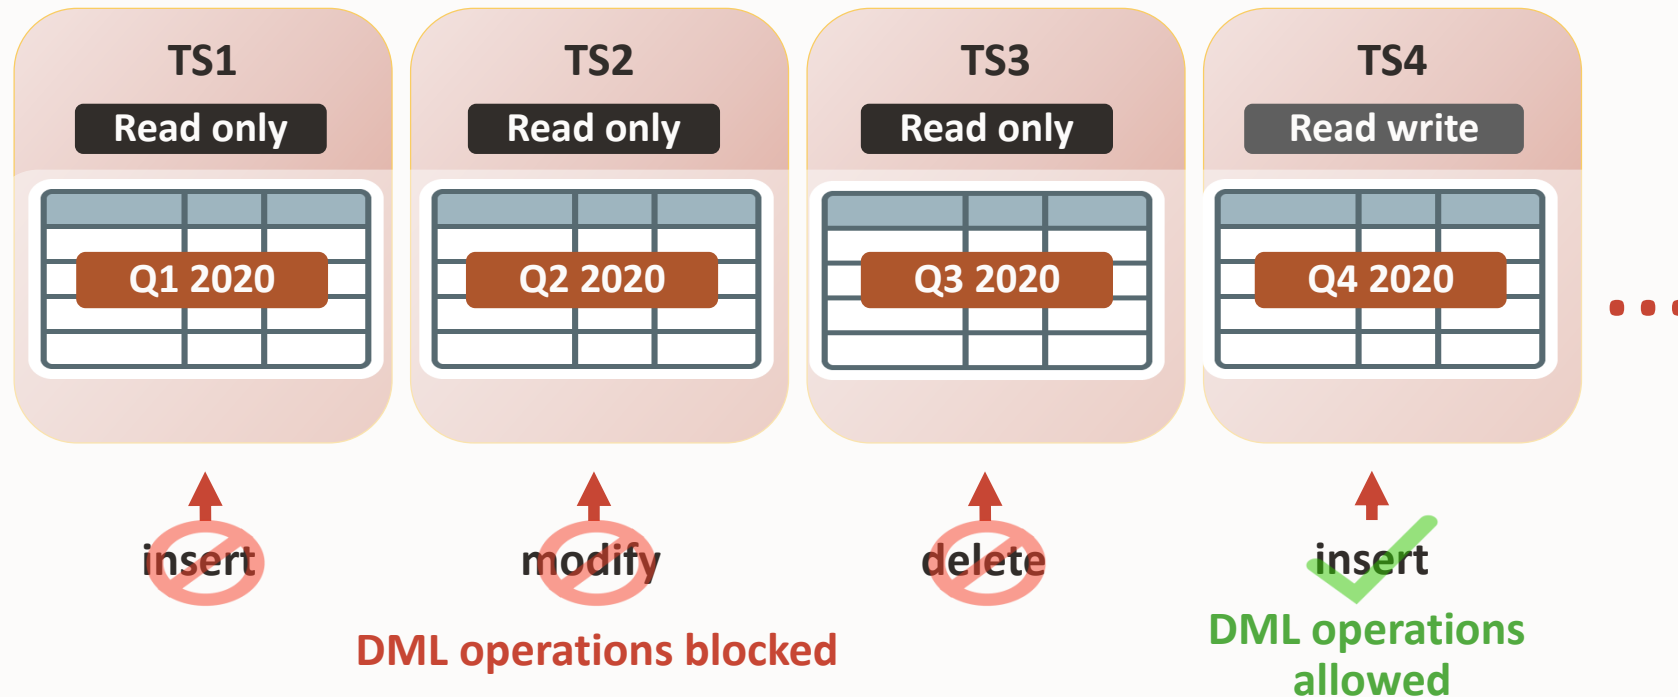 TS1
Read only
Q1 2020
insert
TS2
Read only
Q2 2020
modify
TS3
Read only
Q3 2020
delete
DML operations blocked
TS4
Read write
Q4 2020
insert
DML operations
allowed
...